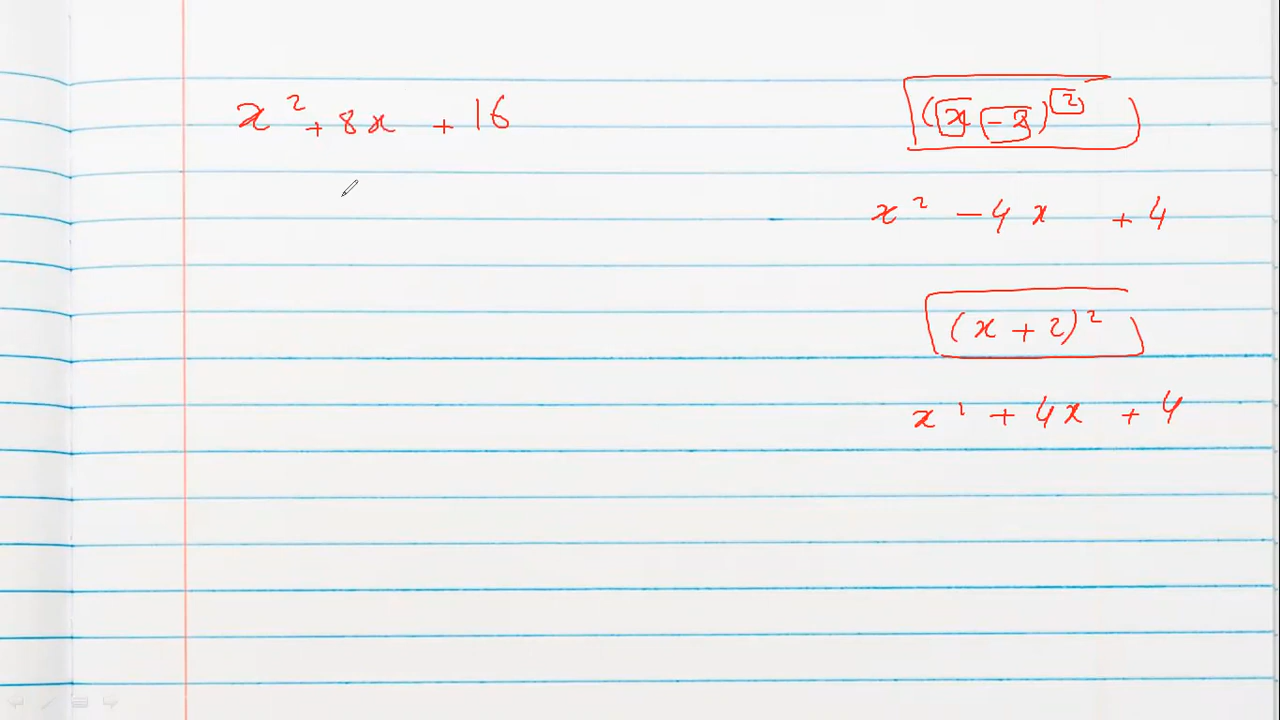 x² + 8x + 16
((x - 2)²)
x² - 4x + 4
(x + 2)²
x² + 4x + 4